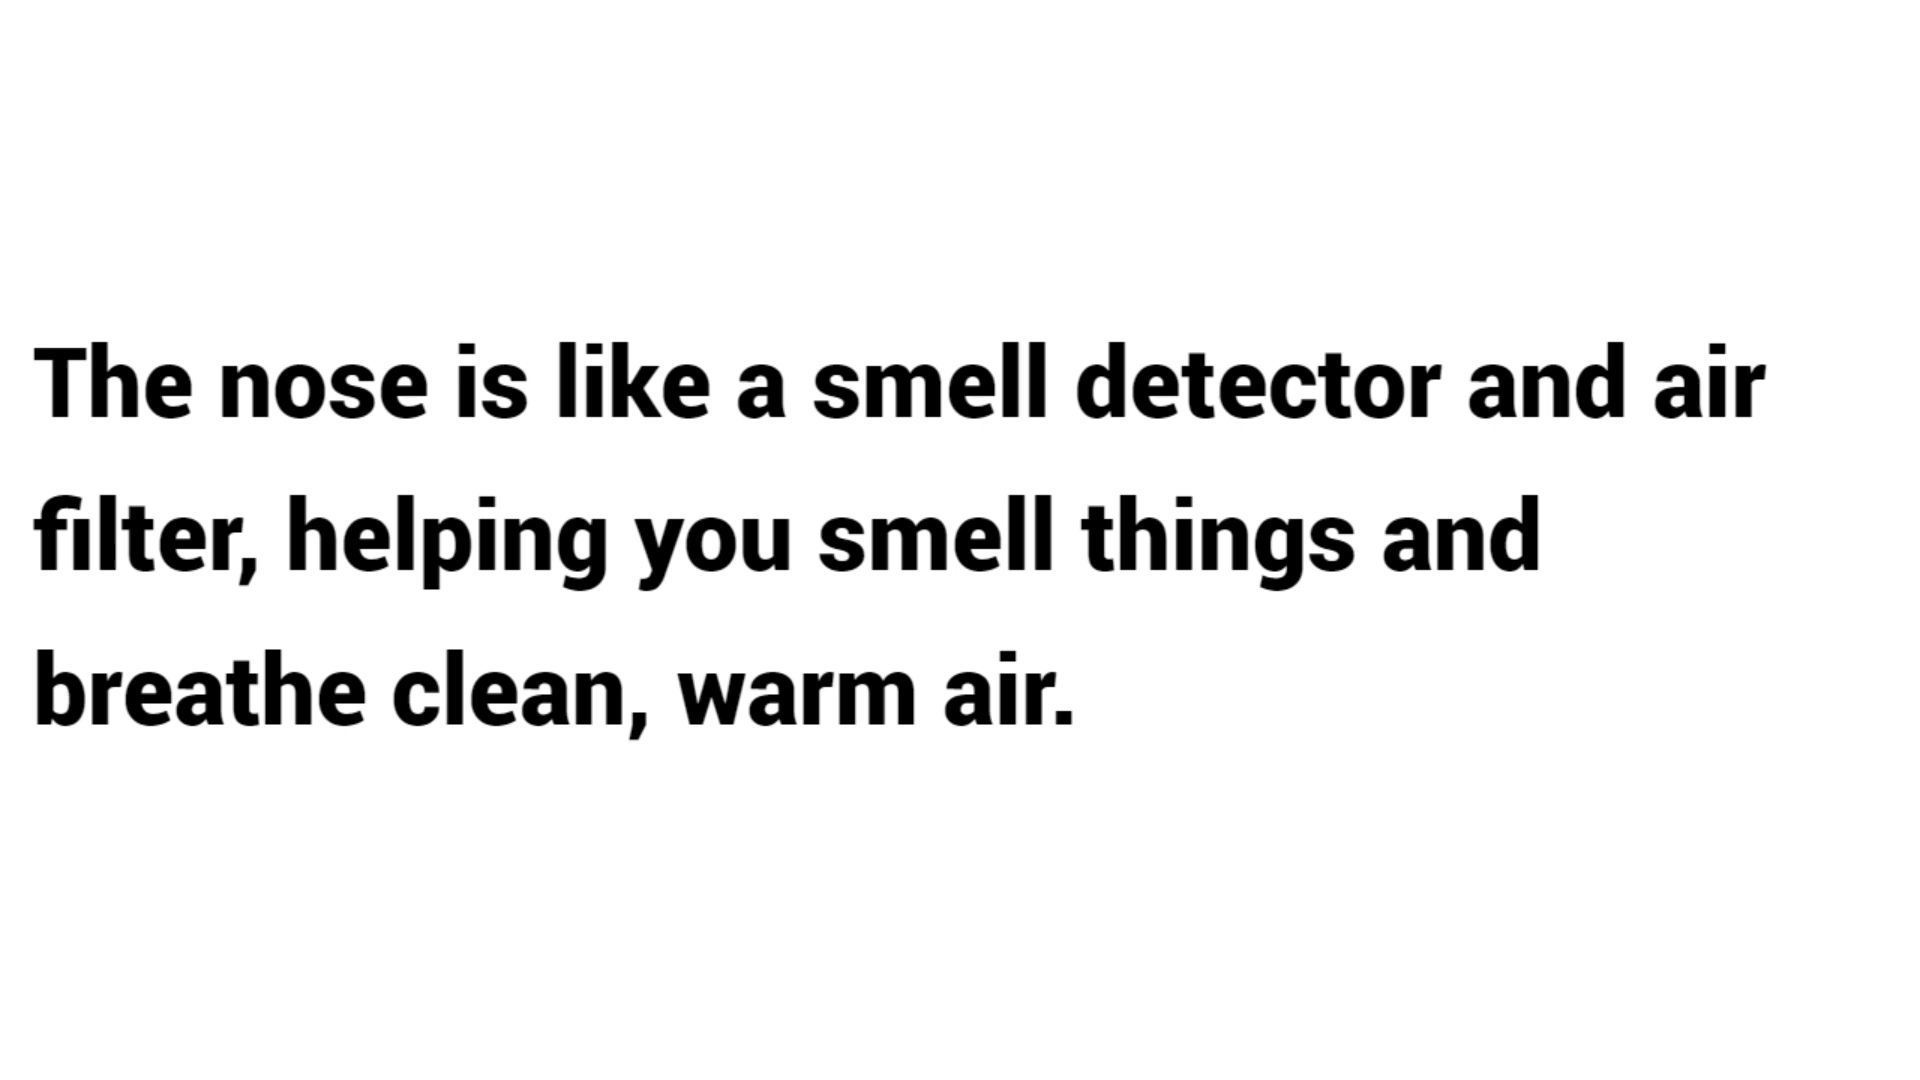 The nose is like a smell detector and air
filter, helping you smell things and
breathe clean, warm air.